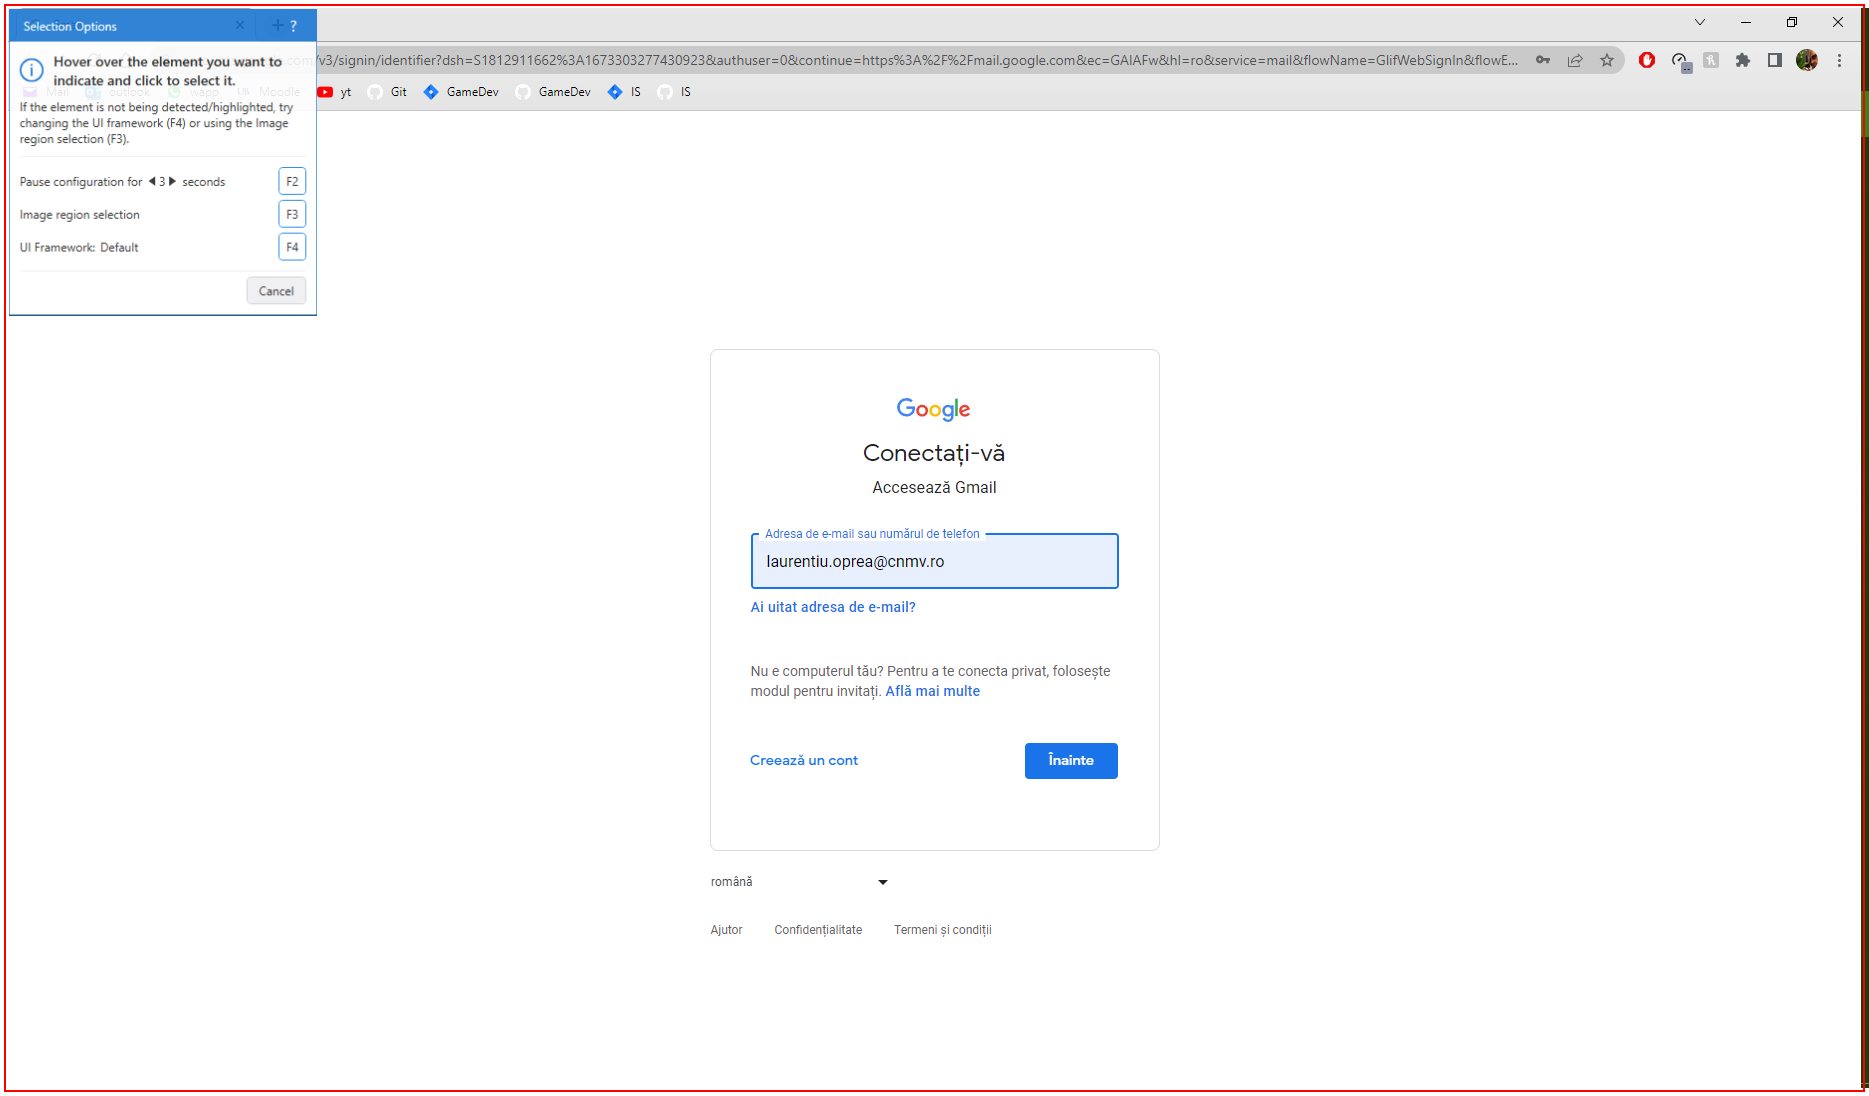 Selection Options
?
Hover over the element you want to
indicate and click to select it.
If the element is not being detected/highlighted, try
changing the UI framework (F4) or using the Image
region selection (F3).
Pause configuration for 3 seconds F2
Image region selection F3
UI Framework: Default F4
Cancel
/v3/signin/identifier?dsh=S1812911662%3A1673303277430923&authuser=0&continue=https%3A%2F%2Fmail.google.com&ec=GAlAFw&hl=ro&service=mail&flowName=GlifWebSignIn&flowE...
Mail outlook wapp UB Moodle yt Git GameDev GameDev IS IS
Google
Conectați-vă
Accesează Gmail
Adresa de e-mail sau numărul de telefon
laurentiu.oprea@cnmv.ro
Ai uitat adresa de e-mail?
Nu e computerul tău? Pentru a te conecta privat, folosește
modul pentru invitați. Află mai multe
Creează un cont Înainte
română
Ajutor Confidențialitate Termeni și condiții